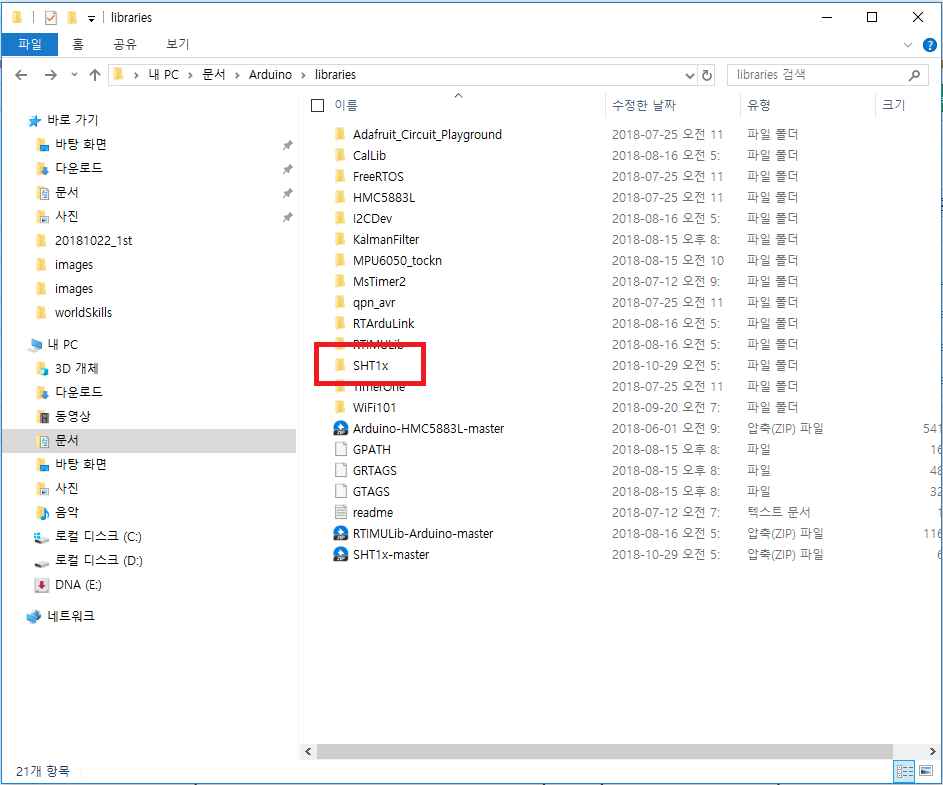 libraries
파일 홈 공유 보기
내 PC 문서 Arduino libraries libraries 검색
바로 가기
바탕 화면
다운로드
문서
사진
20181022_1st
images
images
worldSkills
내 PC
3D 개체
다운로드
동영상
문서
바탕 화면
사진
음악
로컬 디스크 (C:)
로컬 디스크 (D:)
DNA (E:)
네트워크
이름 수정한 날짜 유형 크기
Adafruit_Circuit_Playground 2018-07-25 오전 11 파일 폴더
CalLib 2018-08-16 오전 5: 파일 폴더
FreeRTOS 2018-07-25 오전 11 파일 폴더
HMC5883L 2018-07-25 오전 11 파일 폴더
I2CDev 2018-08-16 오전 5: 파일 폴더
KalmanFilter 2018-08-15 오후 8: 파일 폴더
MPU6050_tockn 2018-08-15 오전 10 파일 폴더
MsTimer2 2018-07-12 오전 9: 파일 폴더
qpn_avr 2018-07-25 오전 11 파일 폴더
RTArduLink 2018-08-16 오전 5: 파일 폴더
RTIMULib 2018-08-16 오전 5: 파일 폴더
SHT1x 2018-10-29 오전 5: 파일 폴더
TimerOne 2018-07-25 오전 11 파일 폴더
WiFi101 2018-09-20 오전 7: 파일 폴더
Arduino-HMC5883L-master 2018-06-01 오전 9: 압축(ZIP) 파일 541
GPATH 2018-08-15 오후 8: 파일 16
GRTAGS 2018-08-15 오후 8: 파일 48
GTAGS 2018-08-15 오후 8: 파일 32
readme 2018-07-12 오전 7: 텍스트 문서 1
RTIMULib-Arduino-master 2018-08-16 오전 5: 압축(ZIP) 파일 116
SHT1x-master 2018-10-29 오전 5: 압축(ZIP) 파일 6
21개 항목